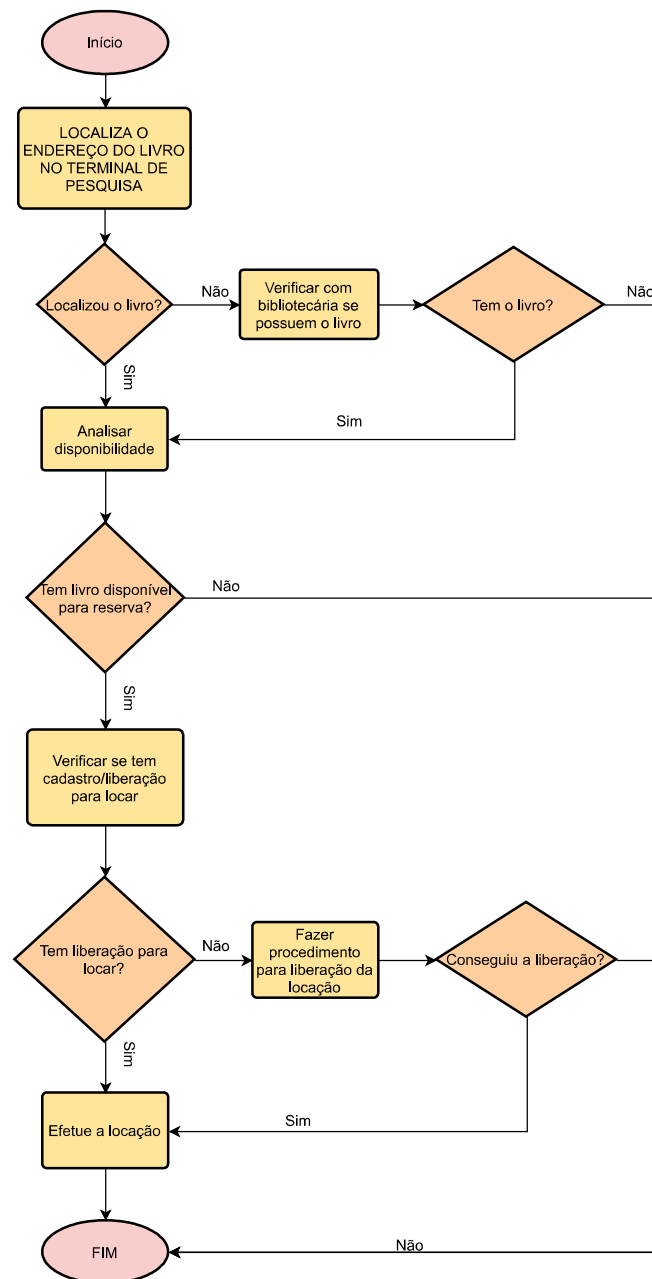 Início
LOCALIZA O
ENDEREÇO DO LIVRO
NO TERMINAL DE
PESQUISA
Localizou o livro?
Não
Verificar com
bibliotecária se
possuem o livro
Tem o livro?
Não
Sim
Sim
Analisar
disponibilidade
Tem livro disponível
para reserva?
Não
Sim
Verificar se tem
cadastro/liberação
para locar
Tem liberação para
locar?
Não
Fazer
procedimento
para liberação da
locação
Conseguiu a liberação?
Sim
Sim
Efetue a locação
Não
FIM